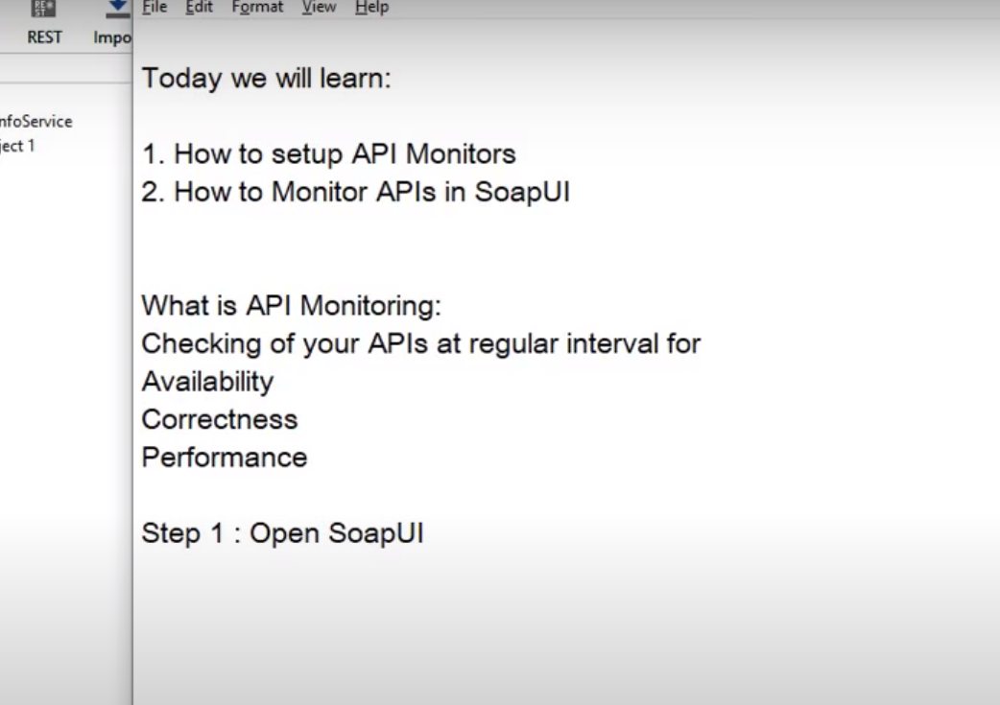 File Edit Format View Help
REST Impo
Today we will learn:
nfoService
ject 1
1. How to setup API Monitors
2. How to Monitor APIs in SoapUI
What is API Monitoring:
Checking of your APIs at regular interval for
Availability
Correctness
Performance
Step 1 : Open SoapUI